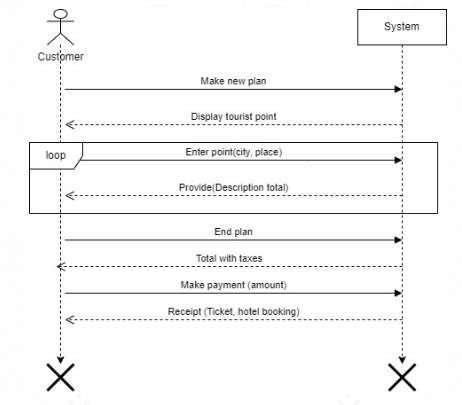 System
Customer
Make new plan
Display tourist point
loop
Enter point(city, place)
Provide(Description total)
End plan
Total with taxes
Make payment (amount)
Receipt (Ticket, hotel booking)